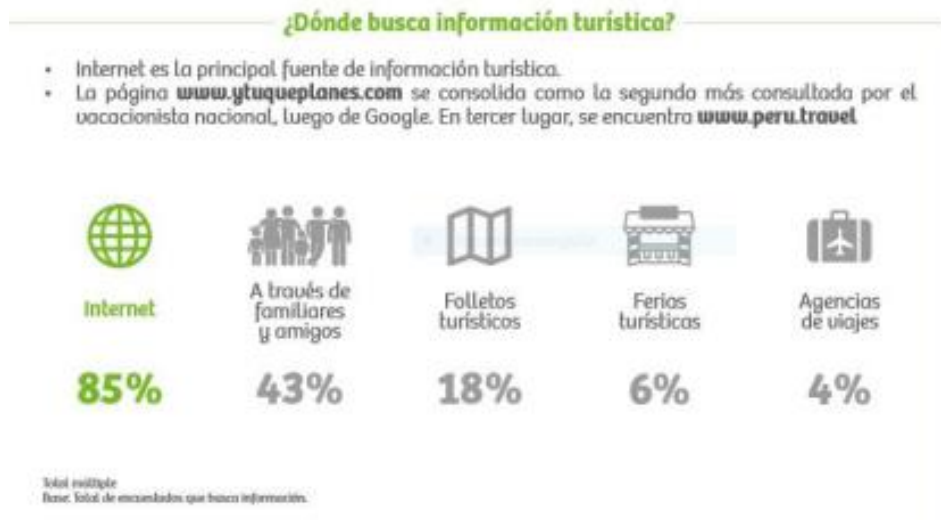 ¿Dónde busca información turística?
• Internet es la principal fuente de información turística.
• La página www.ytuqueplanes.com se consolida como la segunda más consultada por el
vacacionista nacional, luego de Google. En tercer lugar, se encuentra www.peru.travel
Internet
85%
A través de
familiares
y amigos
43%
Folletos
turísticos
18%
Ferias
turísticas
6%
Agencias
de viajes
4%
Total múltiple
Base: Total de encuestados que busca información.